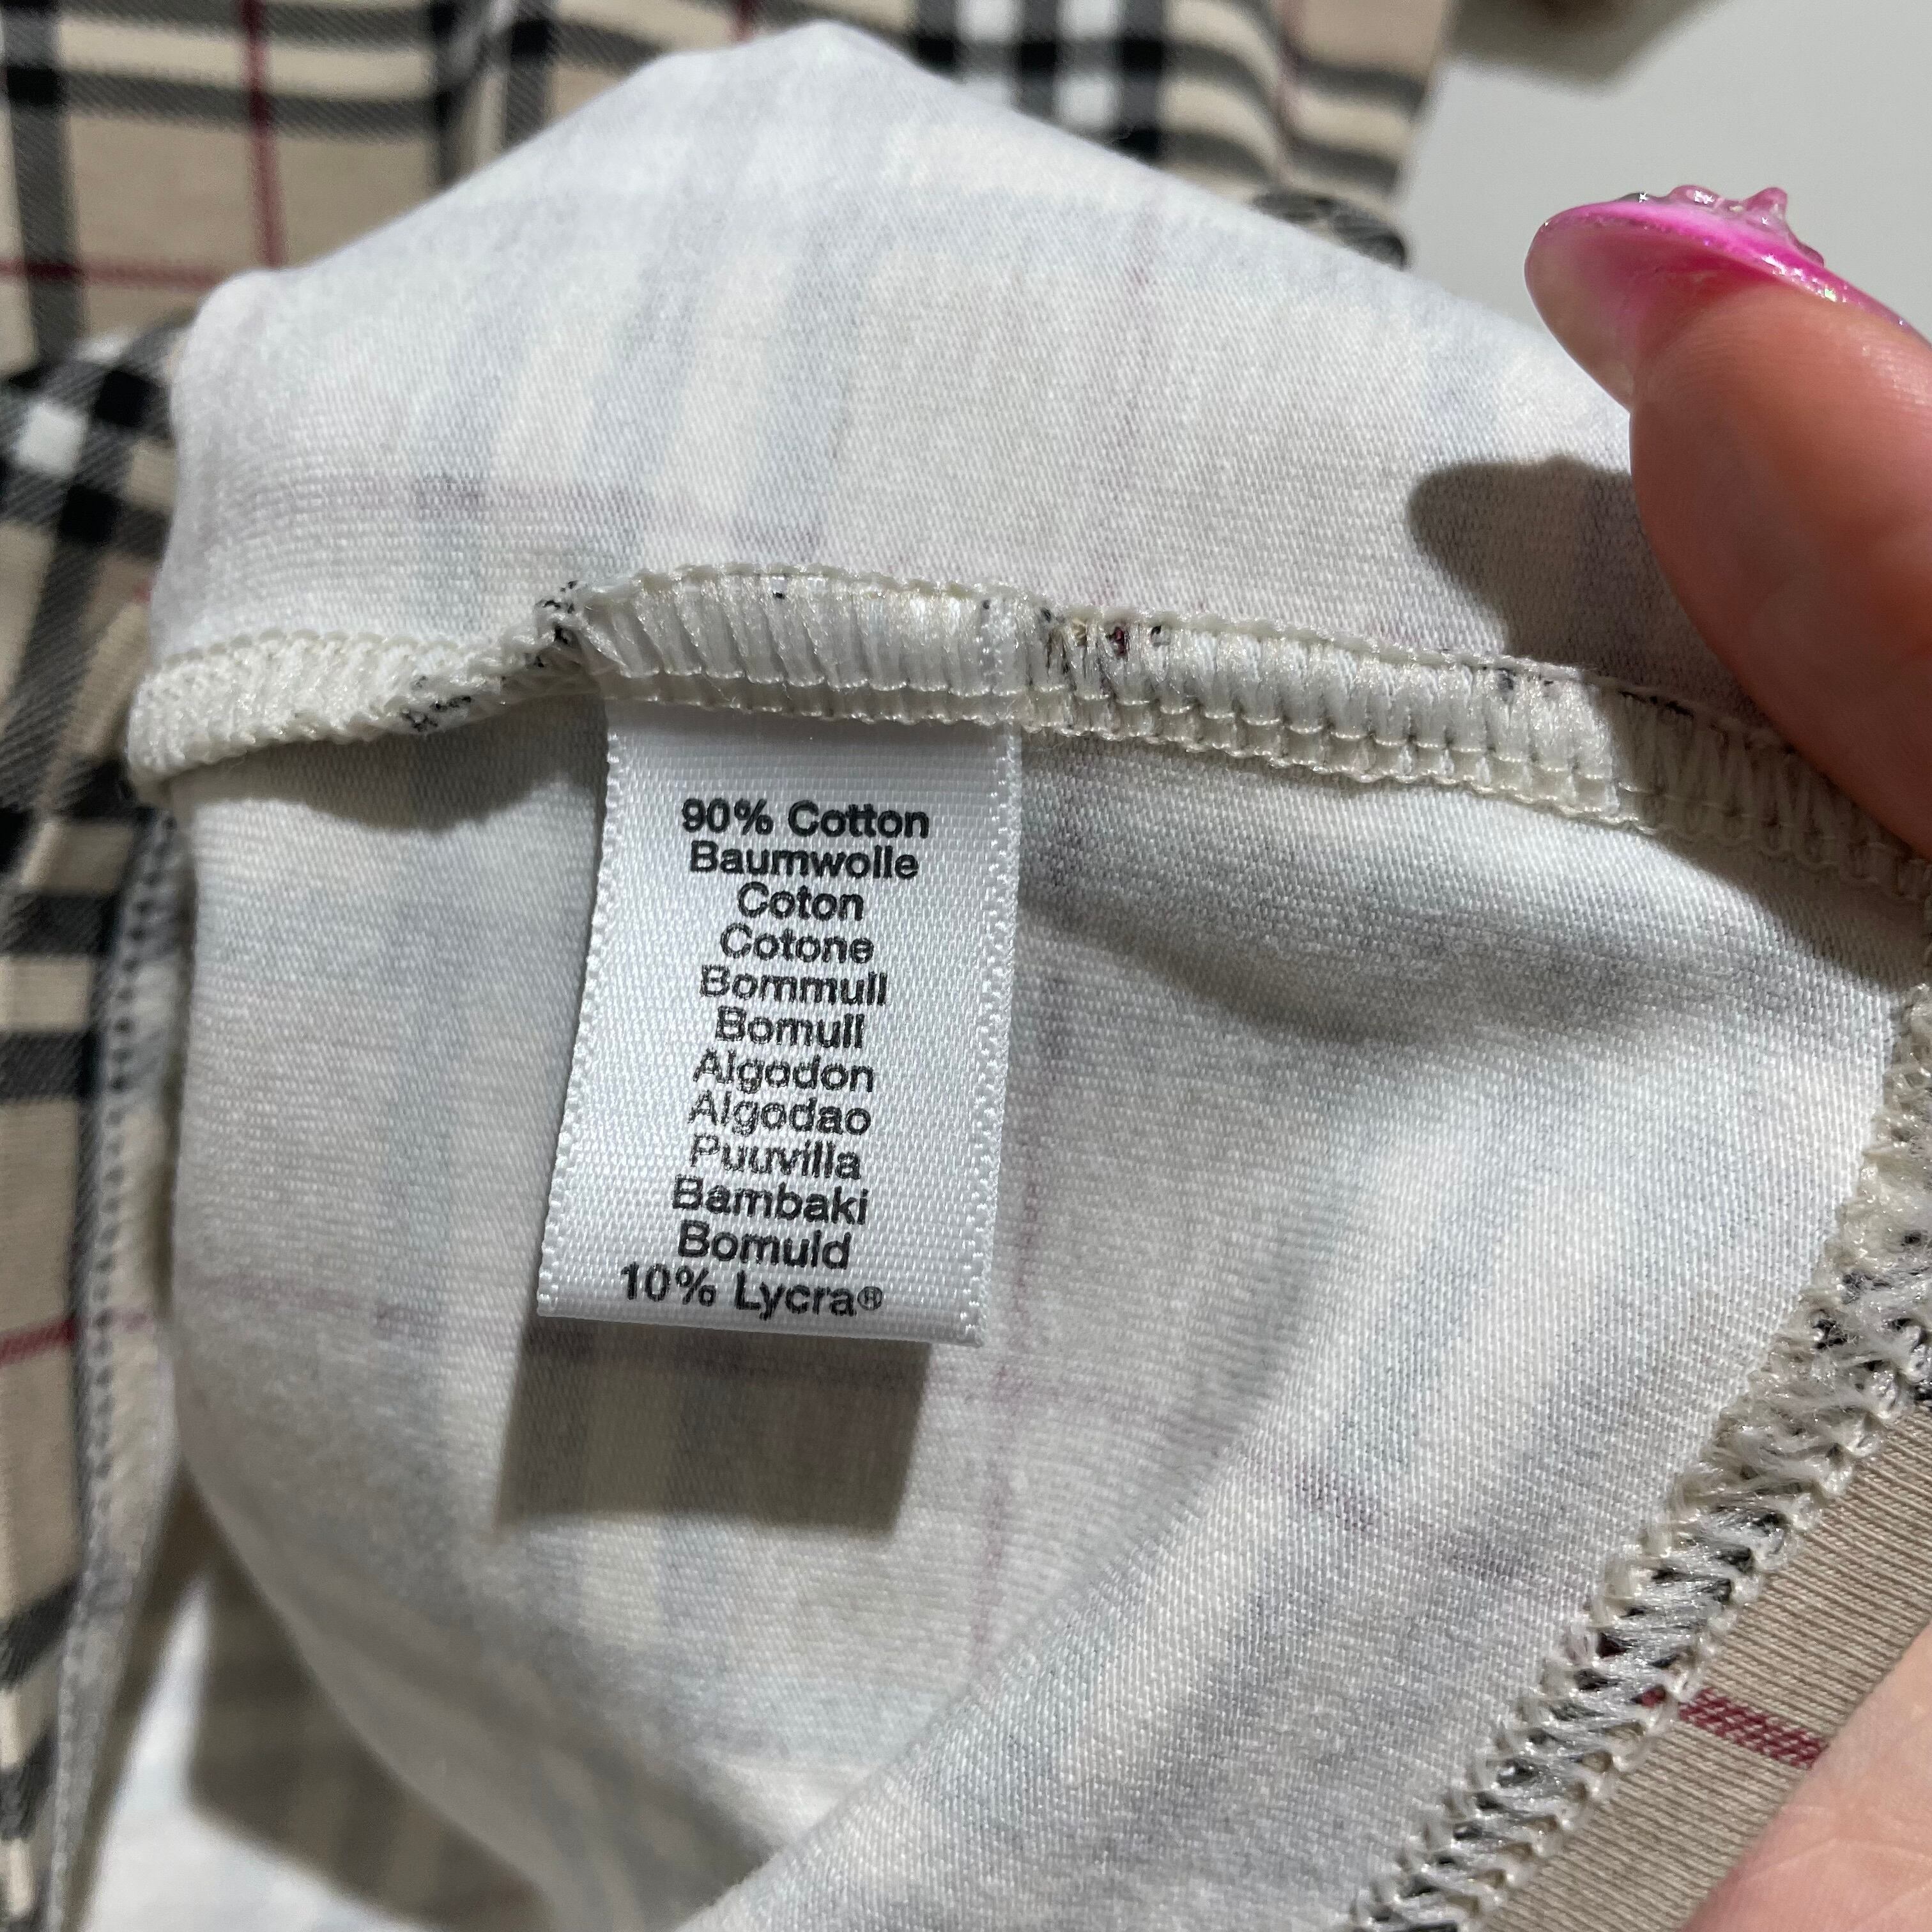 90% Cotton
Baumwolle
Coton
Cotone
Bommull
Bomull
Algodon
Algodao
Puuvilla
Bambaki
Bomuld
10% Lycra®